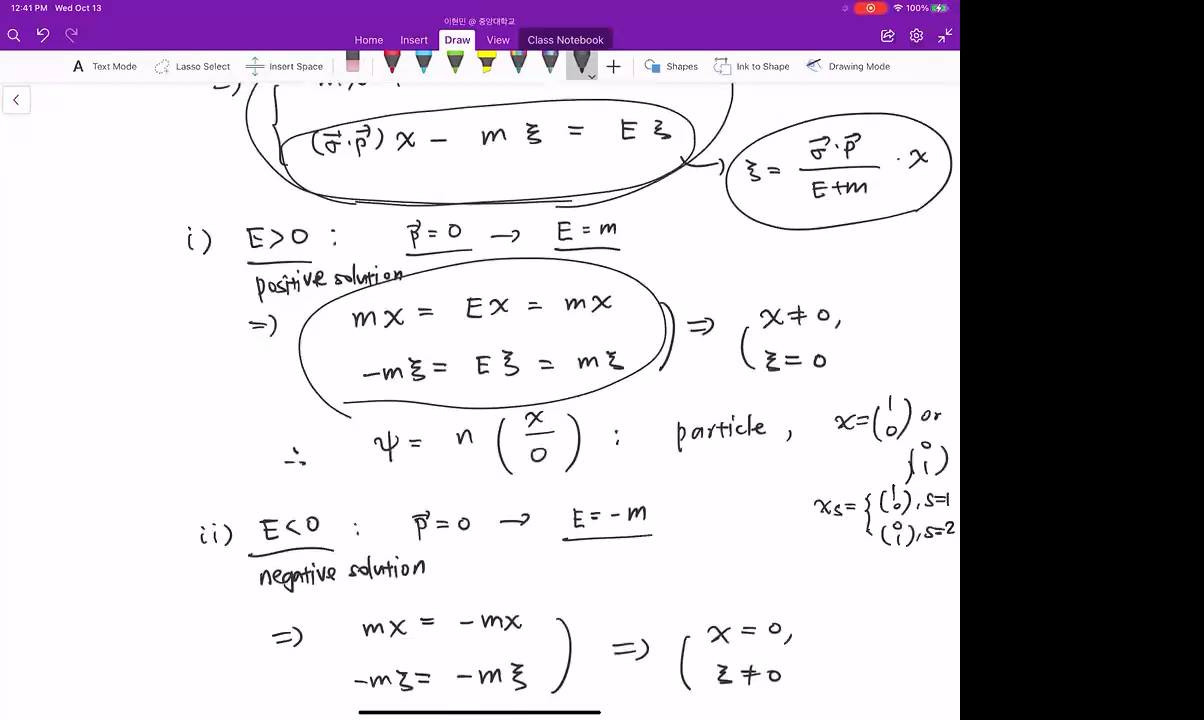 12:41 PM Wed Oct 13
100%
이현민 @ 중앙대학교
Home Insert Draw View Class Notebook
Text Mode Lasso Select Insert Space Shapes Ink to Shape Drawing Mode
(σ⃗·p⃗) χ − m ξ = E ξ
→ ξ = (σ⃗·p⃗)/(E+m) · χ
i) E>0 : p⃗=0 → E=m
positive solution
⇒ mχ = Eχ = mχ
−mξ = Eξ = mξ
⇒ ( χ≠0,
ξ=0
∴ ψ = n (χ/0) : particle, χ=(1 0) or
(0 1)
χs = { (1 0), s=1
(0 1), s=2
ii) E<0 : p⃗=0 → E=−m
negative solution
⇒ mχ = −mχ
−mξ = −mξ
⇒ ( χ=0,
ξ≠0